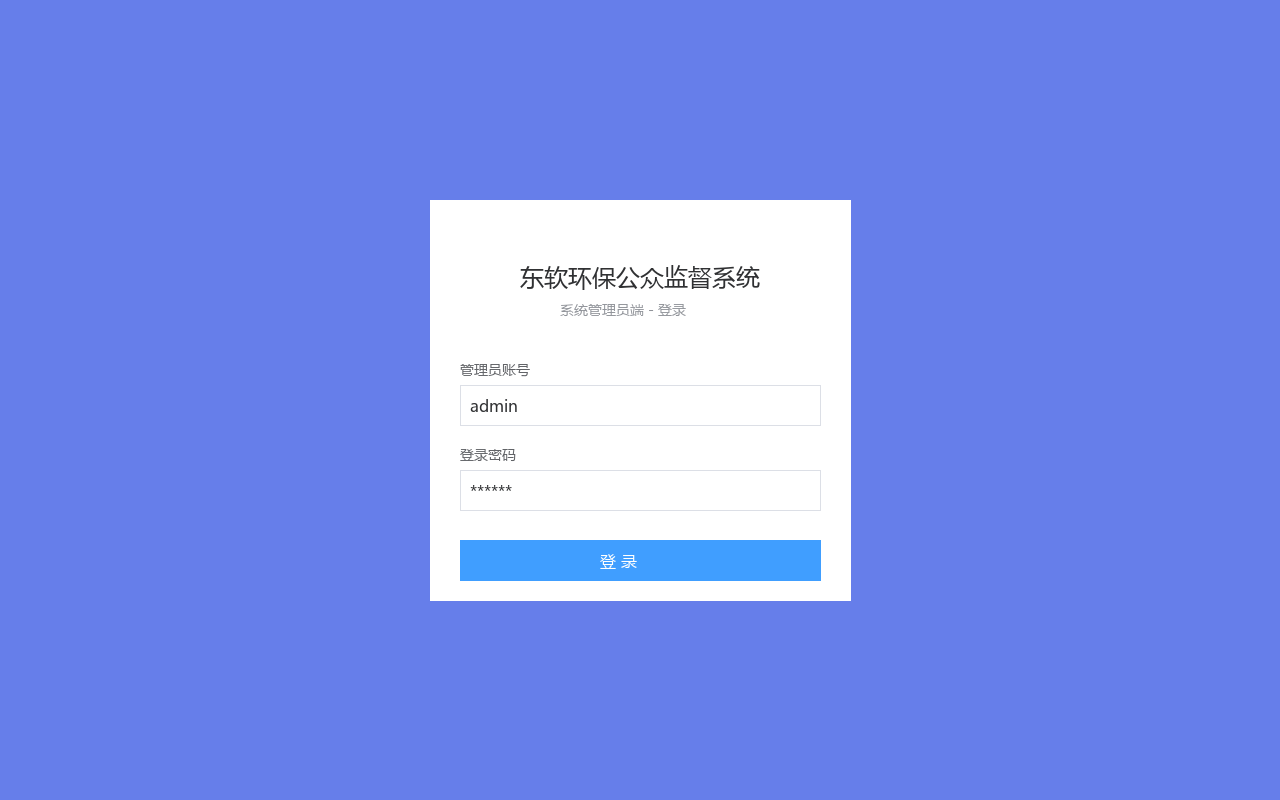 东软环保公众监督系统
系统管理员端 - 登录
管理员账号
admin
登录密码
******
登 录